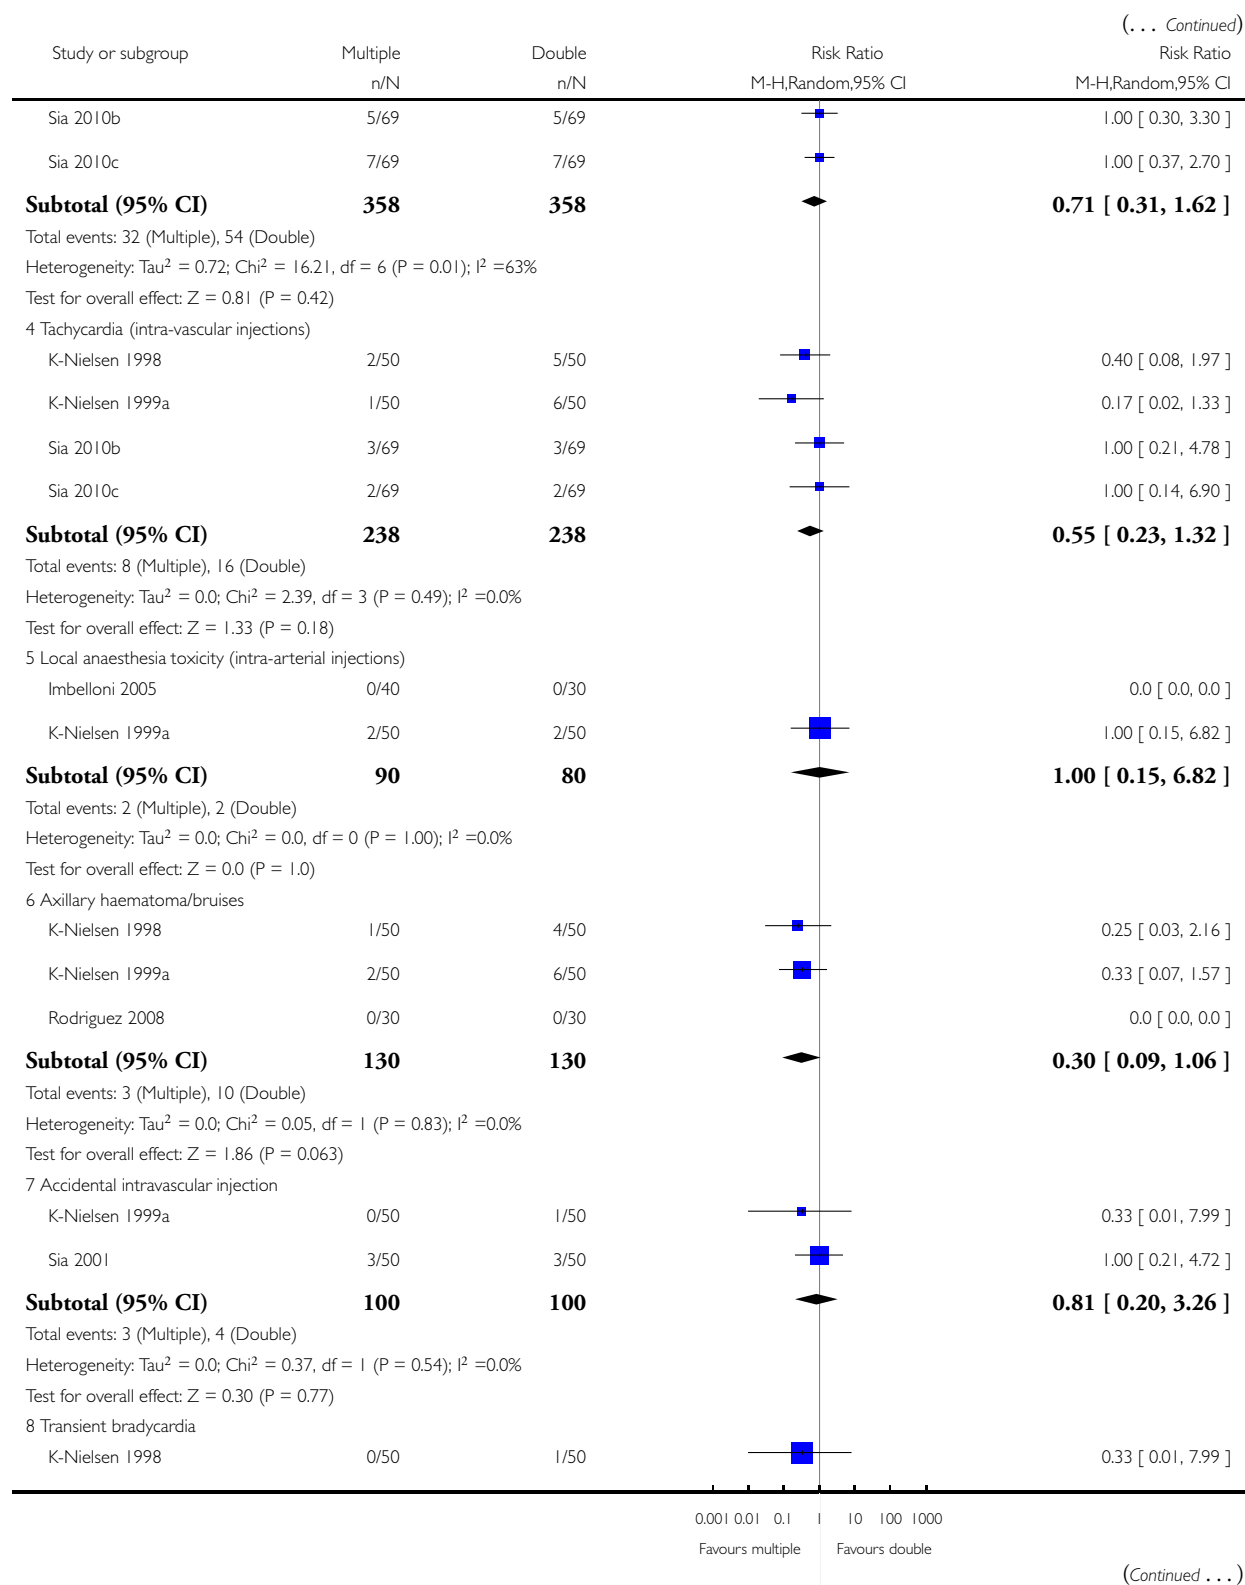 (... Continued)
Study or subgroup Multiple Double Risk Ratio Risk Ratio
n/N n/N M-H,Random,95% CI M-H,Random,95% CI
Sia 2010b 5/69 5/69 1.00 [ 0.30, 3.30 ]
Sia 2010c 7/69 7/69 1.00 [ 0.37, 2.70 ]
Subtotal (95% CI) 358 358 0.71 [ 0.31, 1.62 ]
Total events: 32 (Multiple), 54 (Double)
Heterogeneity: Tau² = 0.72; Chi² = 16.21, df = 6 (P = 0.01); I² =63%
Test for overall effect: Z = 0.81 (P = 0.42)
4 Tachycardia (intra-vascular injections)
K-Nielsen 1998 2/50 5/50 0.40 [ 0.08, 1.97 ]
K-Nielsen 1999a 1/50 6/50 0.17 [ 0.02, 1.33 ]
Sia 2010b 3/69 3/69 1.00 [ 0.21, 4.78 ]
Sia 2010c 2/69 2/69 1.00 [ 0.14, 6.90 ]
Subtotal (95% CI) 238 238 0.55 [ 0.23, 1.32 ]
Total events: 8 (Multiple), 16 (Double)
Heterogeneity: Tau² = 0.0; Chi² = 2.39, df = 3 (P = 0.49); I² =0.0%
Test for overall effect: Z = 1.33 (P = 0.18)
5 Local anaesthesia toxicity (intra-arterial injections)
Imbelloni 2005 0/40 0/30 0.0 [ 0.0, 0.0 ]
K-Nielsen 1999a 2/50 2/50 1.00 [ 0.15, 6.82 ]
Subtotal (95% CI) 90 80 1.00 [ 0.15, 6.82 ]
Total events: 2 (Multiple), 2 (Double)
Heterogeneity: Tau² = 0.0; Chi² = 0.0, df = 0 (P = 1.00); I² =0.0%
Test for overall effect: Z = 0.0 (P = 1.0)
6 Axillary haematoma/bruises
K-Nielsen 1998 1/50 4/50 0.25 [ 0.03, 2.16 ]
K-Nielsen 1999a 2/50 6/50 0.33 [ 0.07, 1.57 ]
Rodriguez 2008 0/30 0/30 0.0 [ 0.0, 0.0 ]
Subtotal (95% CI) 130 130 0.30 [ 0.09, 1.06 ]
Total events: 3 (Multiple), 10 (Double)
Heterogeneity: Tau² = 0.0; Chi² = 0.05, df = 1 (P = 0.83); I² =0.0%
Test for overall effect: Z = 1.86 (P = 0.063)
7 Accidental intravascular injection
K-Nielsen 1999a 0/50 1/50 0.33 [ 0.01, 7.99 ]
Sia 2001 3/50 3/50 1.00 [ 0.21, 4.72 ]
Subtotal (95% CI) 100 100 0.81 [ 0.20, 3.26 ]
Total events: 3 (Multiple), 4 (Double)
Heterogeneity: Tau² = 0.0; Chi² = 0.37, df = 1 (P = 0.54); I² =0.0%
Test for overall effect: Z = 0.30 (P = 0.77)
8 Transient bradycardia
K-Nielsen 1998 0/50 1/50 0.33 [ 0.01, 7.99 ]
0.001 0.01 0.1 1 10 100 1000
Favours multiple Favours double
(Continued ...)